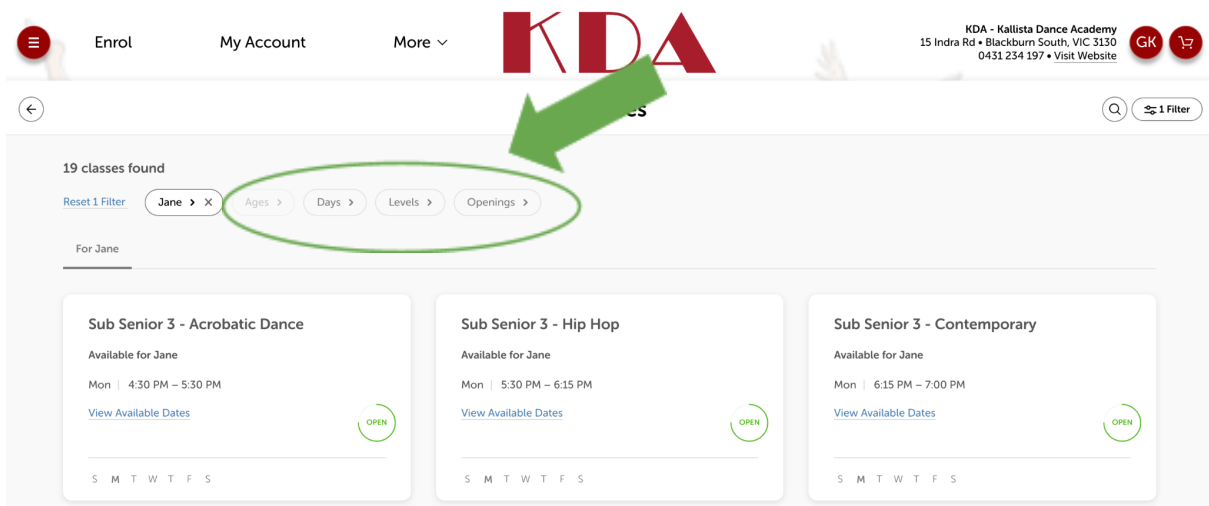 Enrol
My Account
More
KDA
KDA - Kallista Dance Academy
15 Indra Rd • Blackburn South, VIC 3130
0431 234 197 • Visit Website
GK
1 Filter
19 classes found
Reset 1 Filter
Jane > X
Ages >
Days >
Levels >
Openings >
For Jane
Sub Senior 3 - Acrobatic Dance
Available for Jane
Mon | 4:30 PM – 5:30 PM
View Available Dates
OPEN
S M T W T F S
Sub Senior 3 - Hip Hop
Available for Jane
Mon | 5:30 PM – 6:15 PM
View Available Dates
OPEN
S M T W T F S
Sub Senior 3 - Contemporary
Available for Jane
Mon | 6:15 PM – 7:00 PM
View Available Dates
OPEN
S M T W T F S